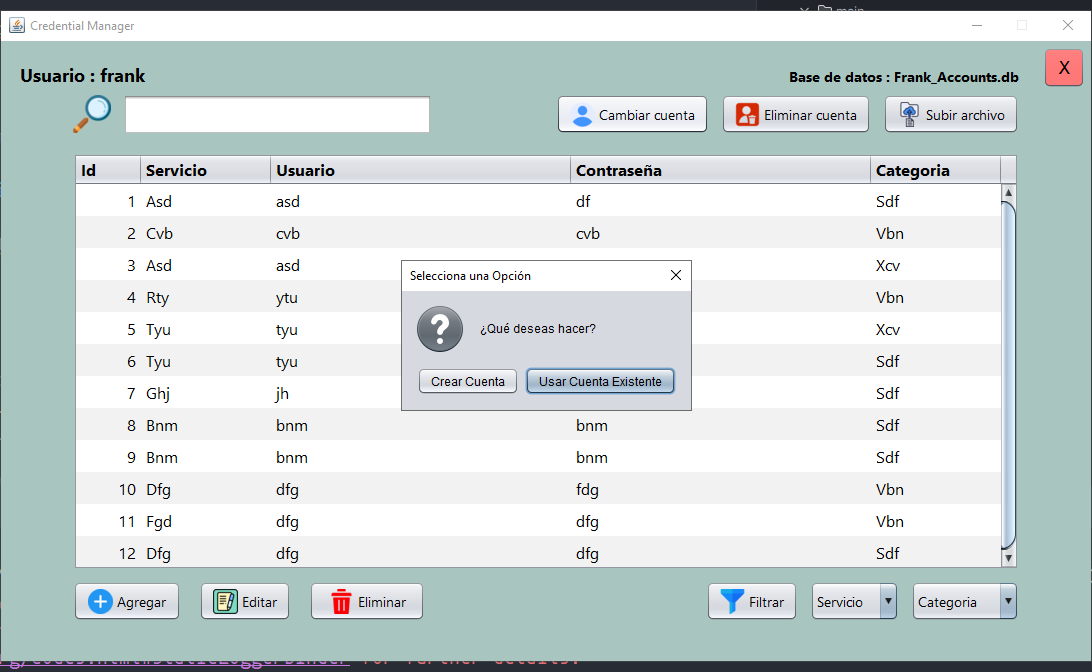 main
Credential Manager
Usuario : frank
Base de datos : Frank_Accounts.db
X
Cambiar cuenta
Eliminar cuenta
Subir archivo
Id Servicio Usuario Contraseña Categoria
1 Asd asd df Sdf
2 Cvb cvb cvb Vbn
3 Asd asd Xcv
4 Rty ytu Vbn
5 Tyu tyu Xcv
6 Tyu tyu Sdf
7 Ghj jh Sdf
8 Bnm bnm bnm Sdf
9 Bnm bnm bnm Sdf
10 Dfg dfg fdg Vbn
11 Fgd dfg dfg Vbn
12 Dfg dfg dfg Sdf
Selecciona una Opción
¿Qué deseas hacer?
Crear Cuenta
Usar Cuenta Existente
Agregar
Editar
Eliminar
Filtrar
Servicio
Categoria
for further details.